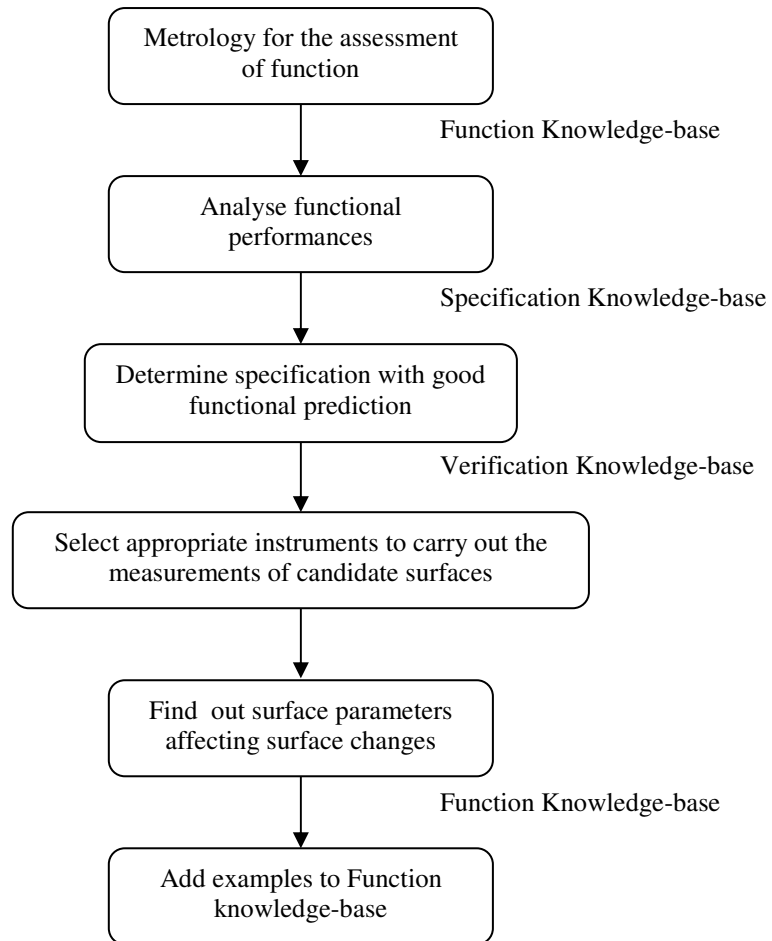 Metrology for the assessment
of function
Function Knowledge-base
Analyse functional
performances
Specification Knowledge-base
Determine specification with good
functional prediction
Verification Knowledge-base
Select appropriate instruments to carry out the
measurements of candidate surfaces
Find out surface parameters
affecting surface changes
Function Knowledge-base
Add examples to Function
knowledge-base